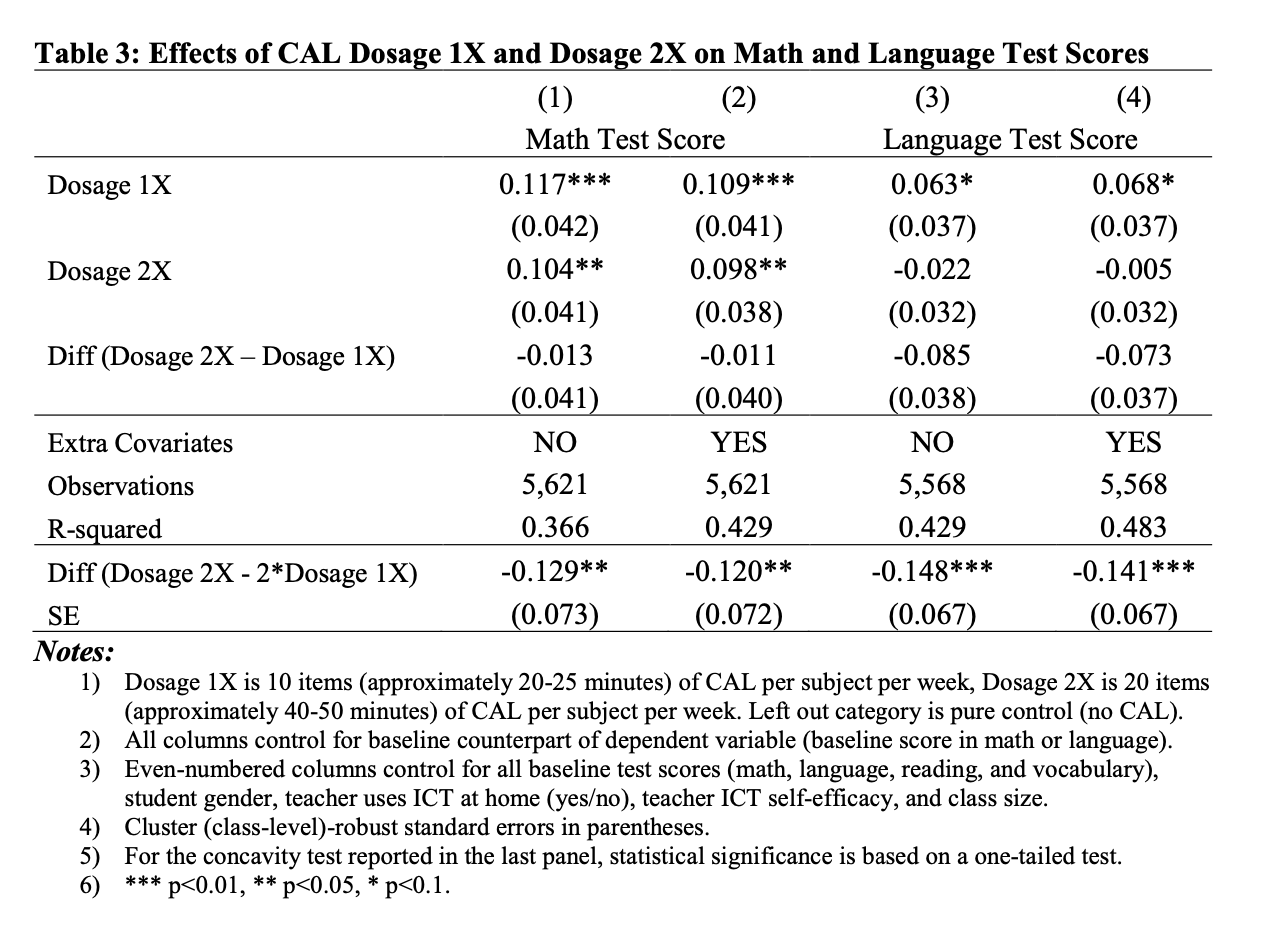 Table 3: Effects of CAL Dosage 1X and Dosage 2X on Math and Language Test Scores
(1) (2) (3) (4)
Math Test Score Language Test Score
Dosage 1X 0.117*** 0.109*** 0.063* 0.068*
(0.042) (0.041) (0.037) (0.037)
Dosage 2X 0.104** 0.098** -0.022 -0.005
(0.041) (0.038) (0.032) (0.032)
Diff (Dosage 2X – Dosage 1X) -0.013 -0.011 -0.085 -0.073
(0.041) (0.040) (0.038) (0.037)
Extra Covariates NO YES NO YES
Observations 5,621 5,621 5,568 5,568
R-squared 0.366 0.429 0.429 0.483
Diff (Dosage 2X - 2*Dosage 1X) -0.129** -0.120** -0.148*** -0.141***
SE (0.073) (0.072) (0.067) (0.067)
Notes:
1) Dosage 1X is 10 items (approximately 20-25 minutes) of CAL per subject per week, Dosage 2X is 20 items
(approximately 40-50 minutes) of CAL per subject per week. Left out category is pure control (no CAL).
2) All columns control for baseline counterpart of dependent variable (baseline score in math or language).
3) Even-numbered columns control for all baseline test scores (math, language, reading, and vocabulary),
student gender, teacher uses ICT at home (yes/no), teacher ICT self-efficacy, and class size.
4) Cluster (class-level)-robust standard errors in parentheses.
5) For the concavity test reported in the last panel, statistical significance is based on a one-tailed test.
6) *** p<0.01, ** p<0.05, * p<0.1.